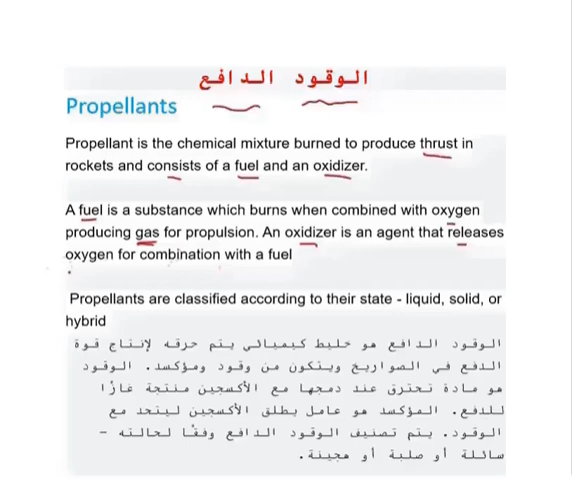 الوقود الدافع
Propellants
Propellant is the chemical mixture burned to produce thrust in
rockets and consists of a fuel and an oxidizer.
A fuel is a substance which burns when combined with oxygen
producing gas for propulsion. An oxidizer is an agent that releases
oxygen for combination with a fuel
Propellants are classified according to their state - liquid, solid, or
hybrid
الوقود الدافع هو خليط كيميائي يتم حرقه لإنتاج قوة
الدفع في الصواريخ ويتكون من وقود ومؤكسد. الوقود
هو مادة تحترق عند دمجها مع الأكسجين منتجة غازًا
للدفع. المؤكسد هو عامل يطلق الأكسجين ليتحد مع
الوقود. يتم تصنيف الوقود الدافع وفقًا لحالته -
سائلة أو صلبة أو هجينة.